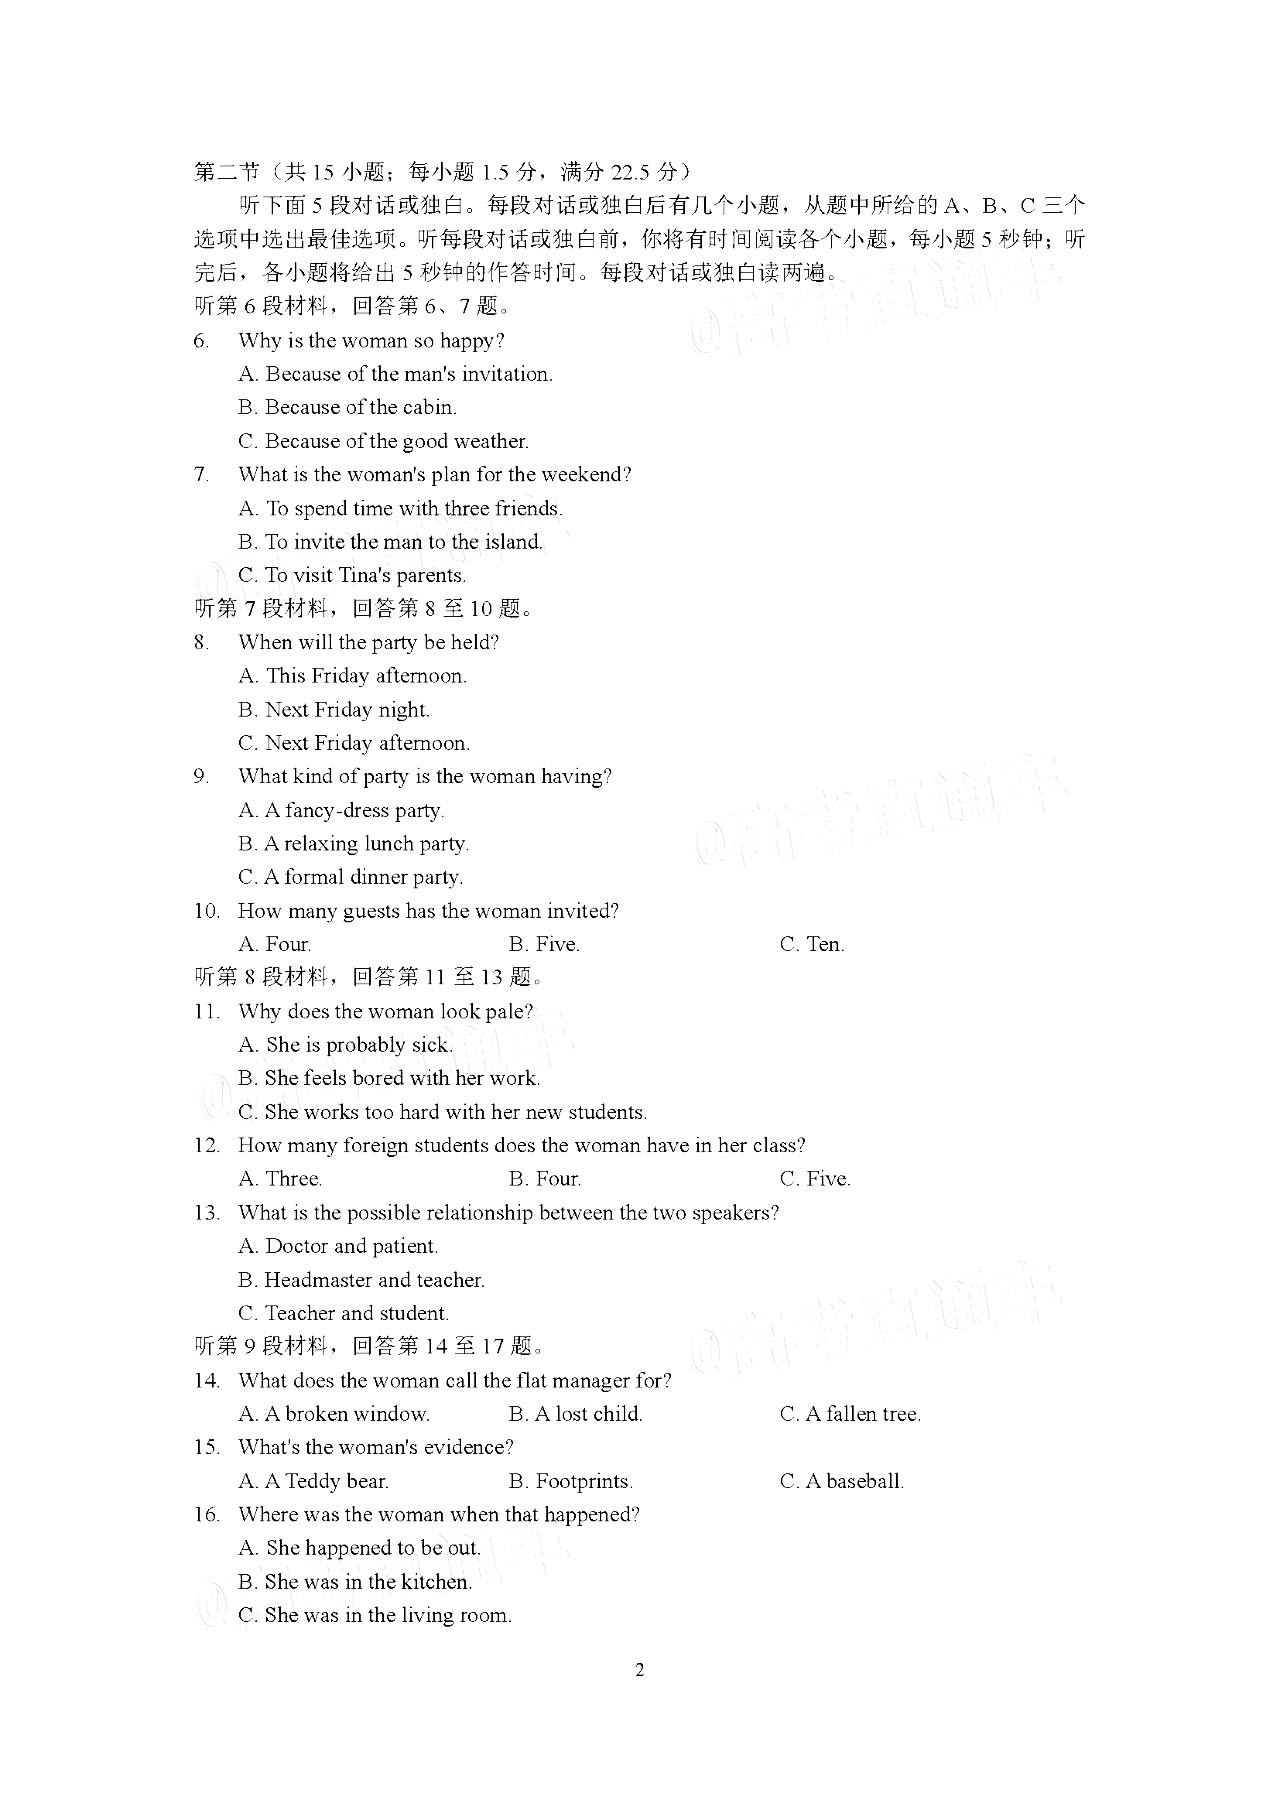 第二节（共 15 小题；每小题 1.5 分，满分 22.5 分）
听下面 5 段对话或独白。每段对话或独白后有几个小题，从题中所给的 A、B、C 三个
选项中选出最佳选项。听每段对话或独白前，你将有时间阅读各个小题，每小题 5 秒钟；听
完后，各小题将给出 5 秒钟的作答时间。每段对话或独白读两遍。
听第 6 段材料，回答第 6、7 题。
6. Why is the woman so happy?
A. Because of the man's invitation.
B. Because of the cabin.
C. Because of the good weather.
7. What is the woman's plan for the weekend?
A. To spend time with three friends.
B. To invite the man to the island.
C. To visit Tina's parents.
听第 7 段材料，回答第 8 至 10 题。
8. When will the party be held?
A. This Friday afternoon.
B. Next Friday night.
C. Next Friday afternoon.
9. What kind of party is the woman having?
A. A fancy-dress party.
B. A relaxing lunch party.
C. A formal dinner party.
10. How many guests has the woman invited?
A. Four. B. Five. C. Ten.
听第 8 段材料，回答第 11 至 13 题。
11. Why does the woman look pale?
A. She is probably sick.
B. She feels bored with her work.
C. She works too hard with her new students.
12. How many foreign students does the woman have in her class?
A. Three. B. Four. C. Five.
13. What is the possible relationship between the two speakers?
A. Doctor and patient.
B. Headmaster and teacher.
C. Teacher and student.
听第 9 段材料，回答第 14 至 17 题。
14. What does the woman call the flat manager for?
A. A broken window. B. A lost child. C. A fallen tree.
15. What's the woman's evidence?
A. A Teddy bear. B. Footprints. C. A baseball.
16. Where was the woman when that happened?
A. She happened to be out.
B. She was in the kitchen.
C. She was in the living room.
2